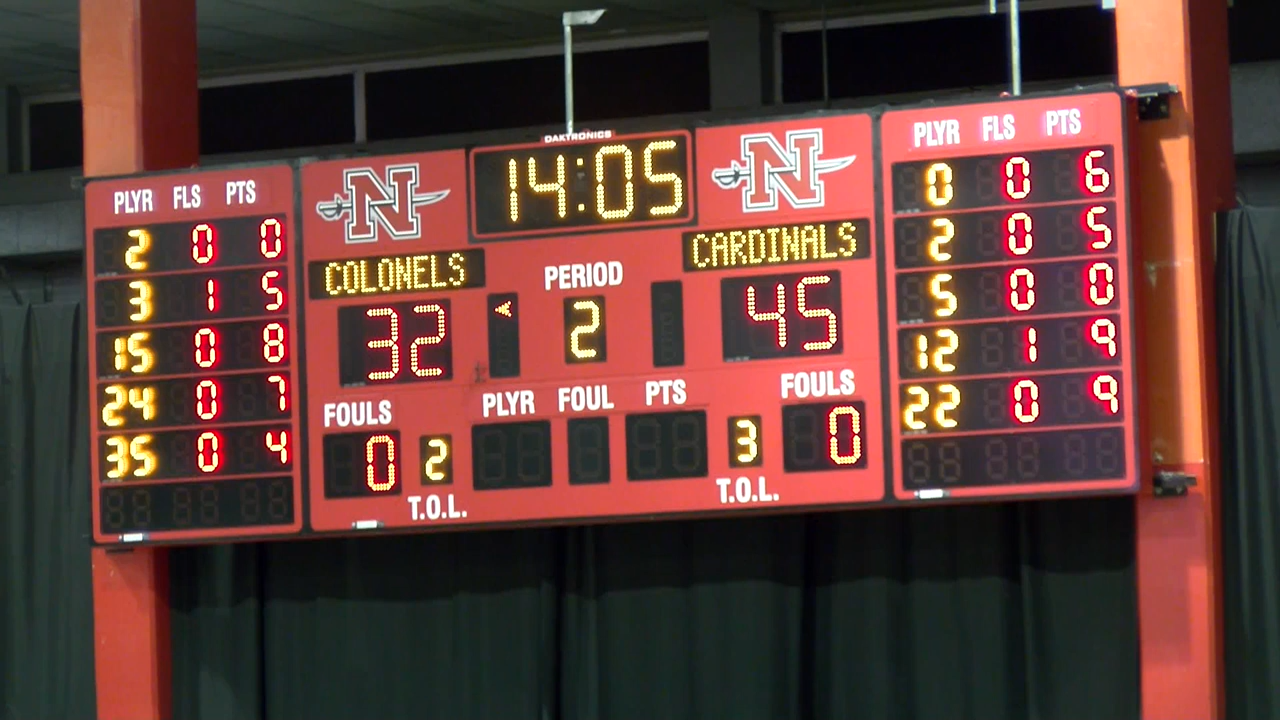 DAKTRONICS
N 14:05 N
COLONELS CARDINALS
PERIOD
32 2 45
FOULS PLYR FOUL PTS FOULS
0 2 3 0
T.O.L. T.O.L.
PLYR FLS PTS
2 0 0
3 1 5
15 0 8
24 0 7
35 0 4
PLYR FLS PTS
0 0 6
2 0 5
5 0 0
12 1 9
22 0 9